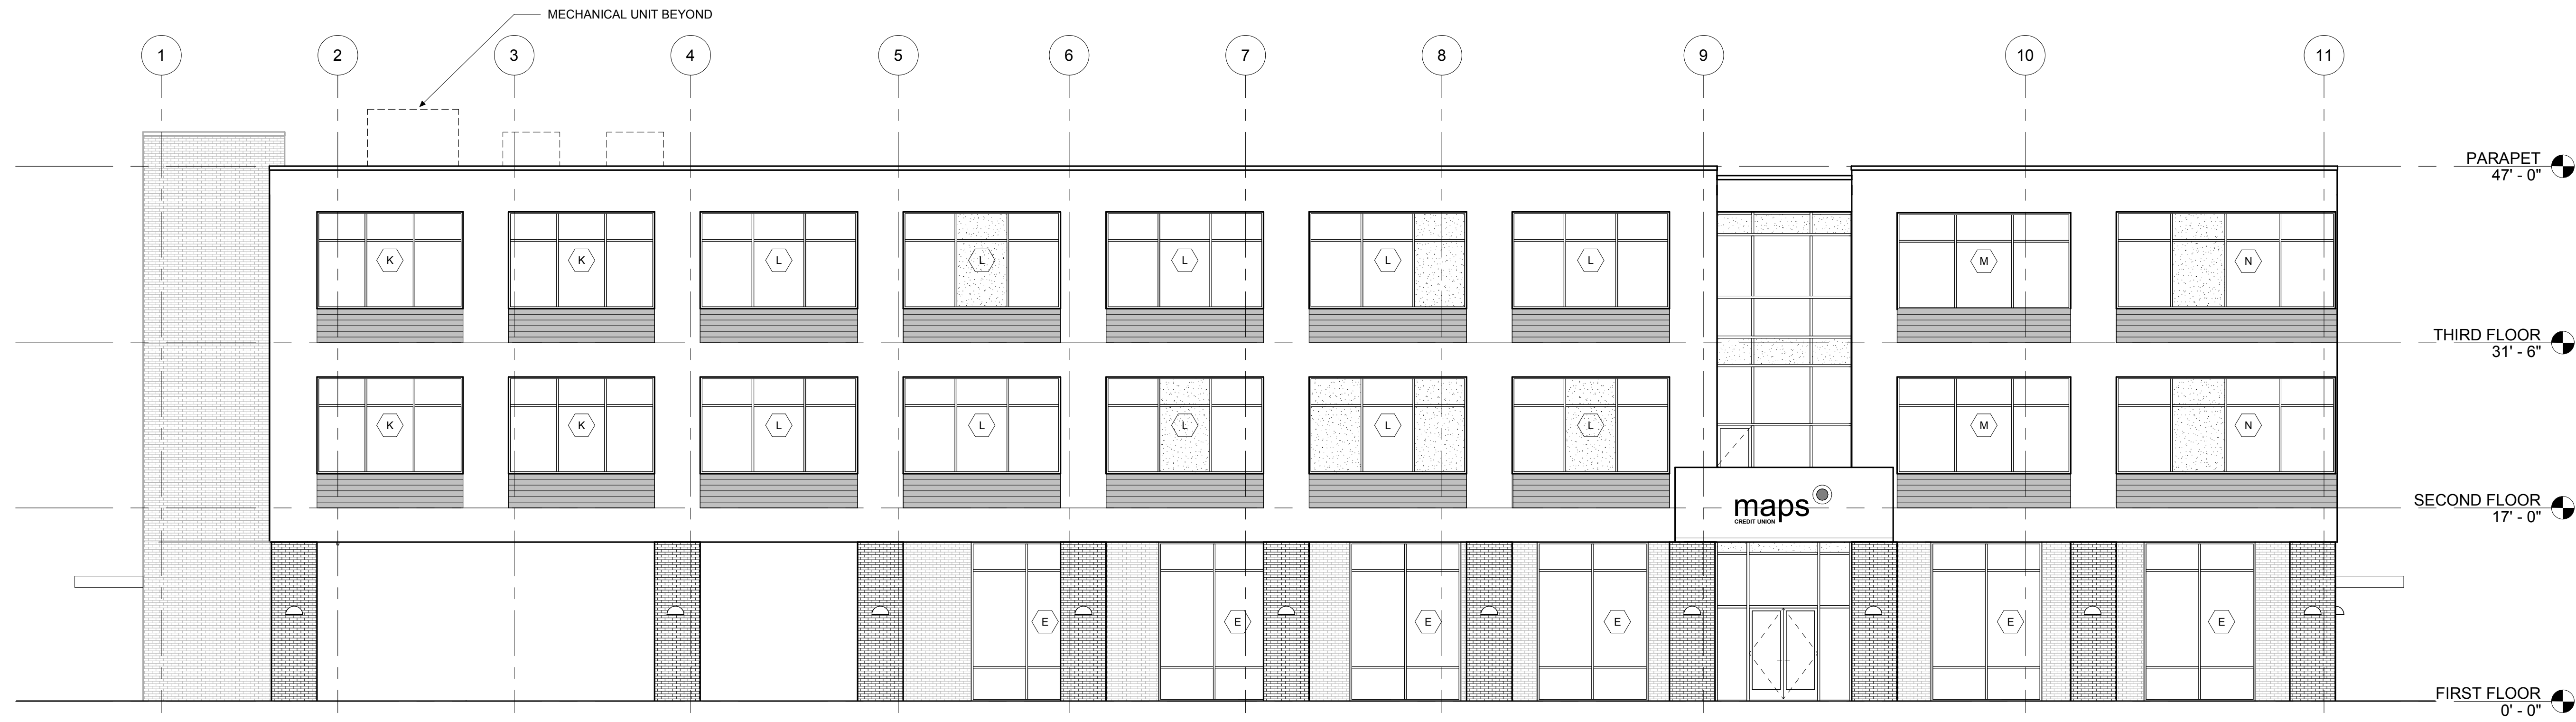 MECHANICAL UNIT BEYOND
1 2 3 4 5 6 7 8 9 10 11
PARAPET
47' - 0"
K K L L L L L M N
THIRD FLOOR
31' - 6"
K K L L L L L M N
SECOND FLOOR
17' - 0"
maps
CREDIT UNION
E E E E E E
FIRST FLOOR
0' - 0"